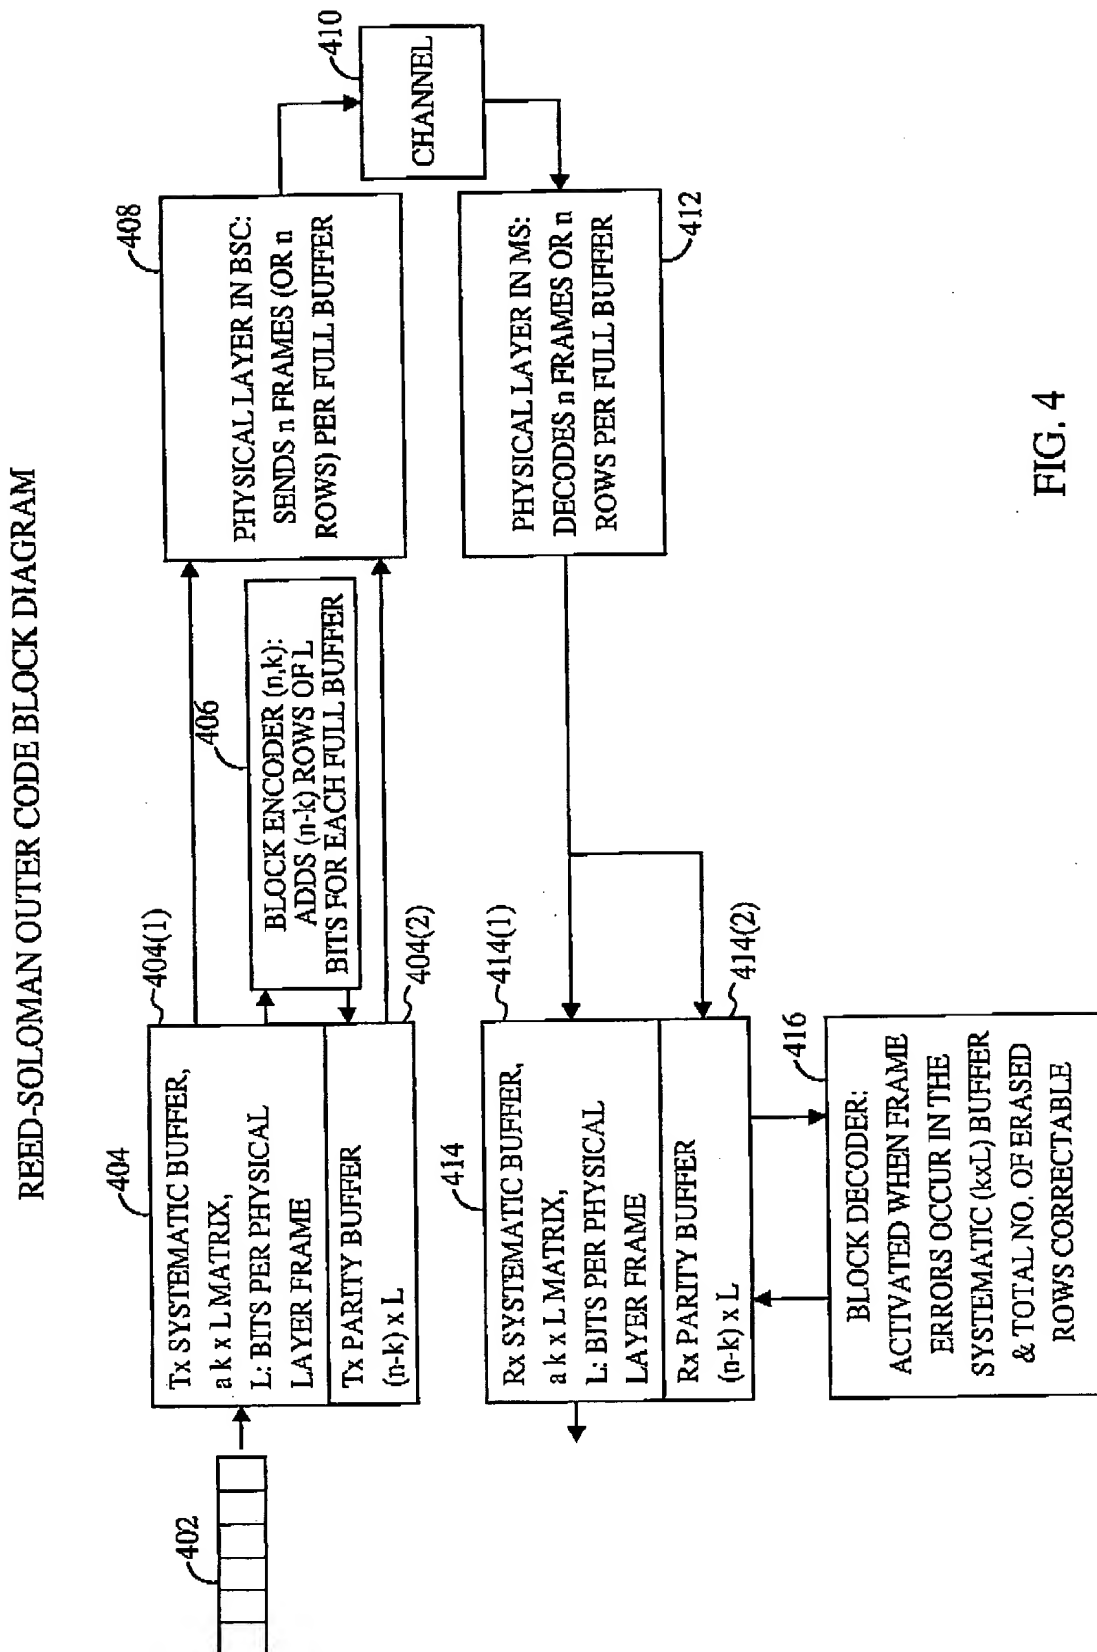 REED-SOLOMAN OUTER CODE BLOCK DIAGRAM
402
404
404(1)
Tx SYSTEMATIC BUFFER,
a k x L MATRIX,
L: BITS PER PHYSICAL
LAYER FRAME
Tx PARITY BUFFER
(n-k) x L
404(2)
406
BLOCK ENCODER (n,k):
ADDS (n-k) ROWS OF L
BITS FOR EACH FULL BUFFER
408
PHYSICAL LAYER IN BSC:
SENDS n FRAMES (OR n
ROWS) PER FULL BUFFER
410
CHANNEL
412
PHYSICAL LAYER IN MS:
DECODES n FRAMES OR n
ROWS PER FULL BUFFER
414
414(1)
Rx SYSTEMATIC BUFFER,
a k x L MATRIX,
L: BITS PER PHYSICAL
LAYER FRAME
Rx PARITY BUFFER
(n-k) x L
414(2)
416
BLOCK DECODER:
ACTIVATED WHEN FRAME
ERRORS OCCUR IN THE
SYSTEMATIC (kxL) BUFFER
& TOTAL NO. OF ERASED
ROWS CORRECTABLE
FIG. 4